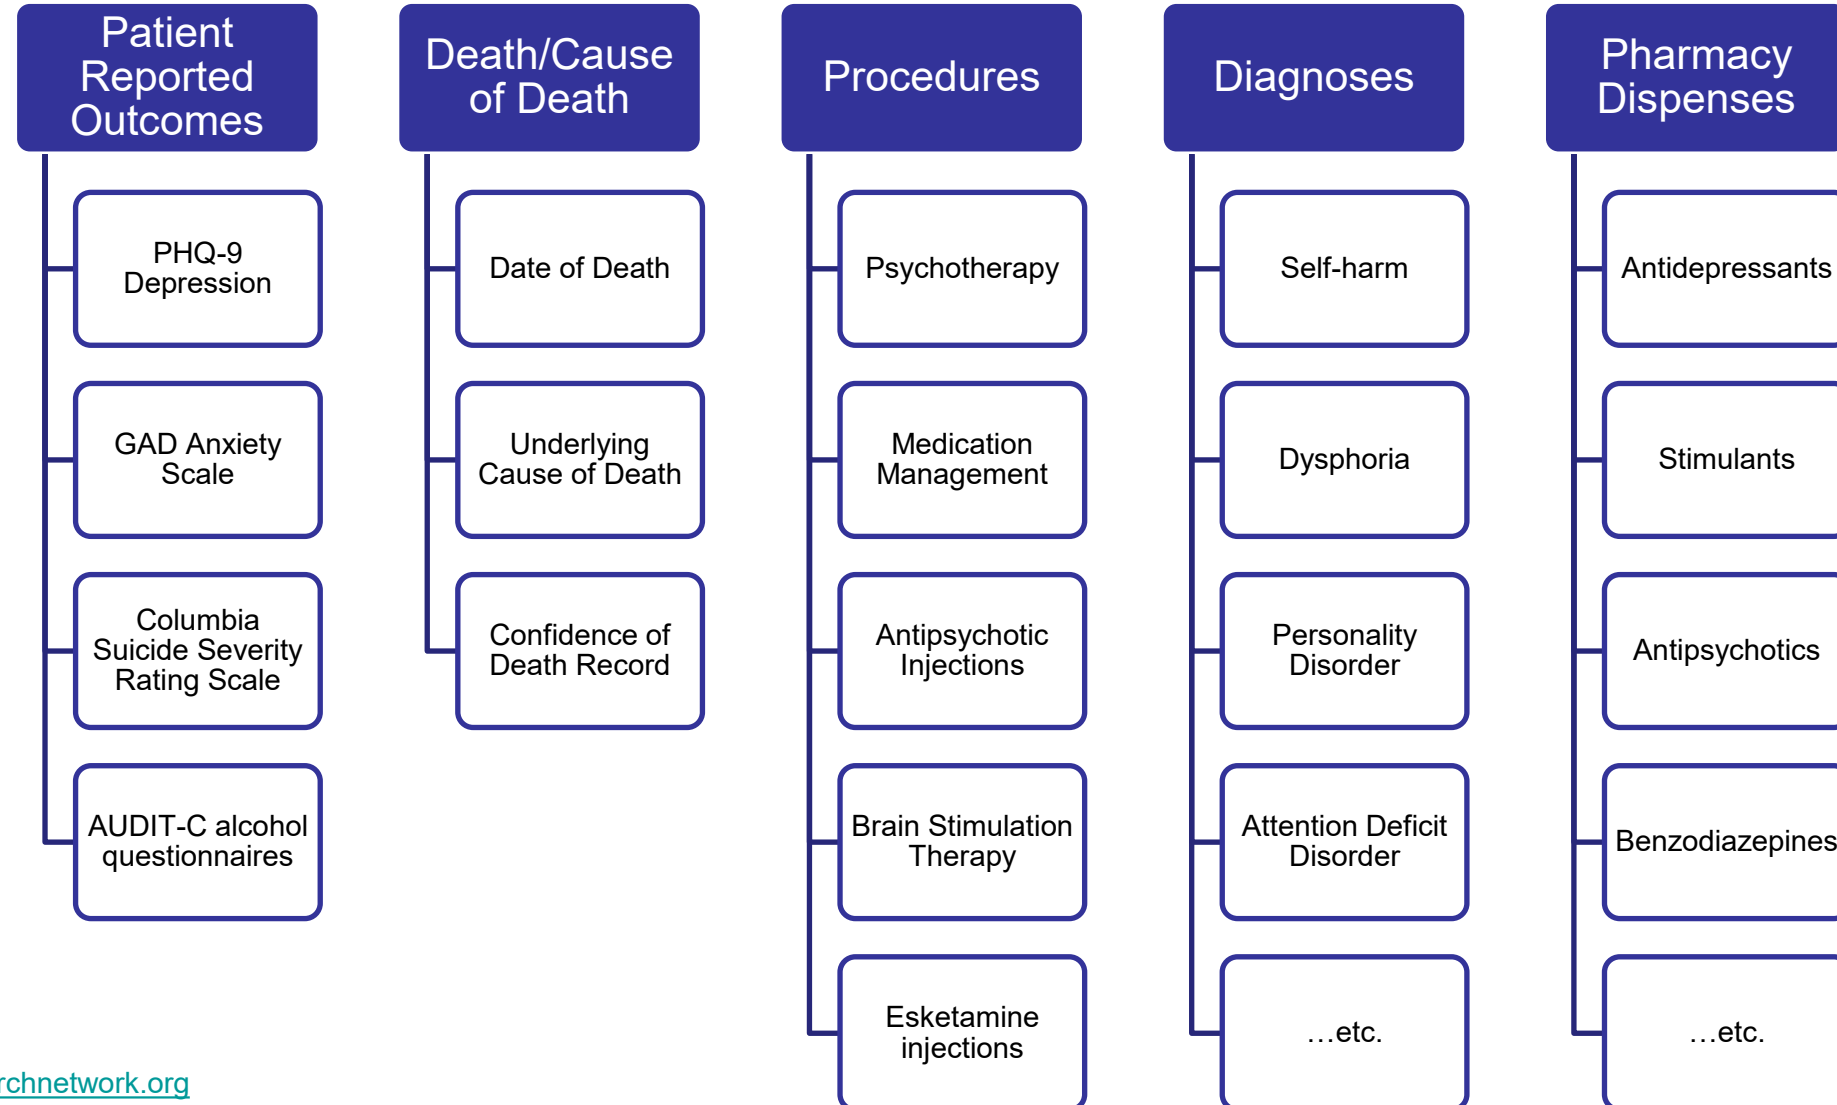 Patient
Reported
Outcomes
PHQ-9
Depression
GAD Anxiety
Scale
Columbia
Suicide Severity
Rating Scale
AUDIT-C alcohol
questionnaires
Death/Cause
of Death
Date of Death
Underlying
Cause of Death
Confidence of
Death Record
Procedures
Psychotherapy
Medication
Management
Antipsychotic
Injections
Brain Stimulation
Therapy
Esketamine
injections
Diagnoses
Self-harm
Dysphoria
Personality
Disorder
Attention Deficit
Disorder
…etc.
Pharmacy
Dispenses
Antidepressants
Stimulants
Antipsychotics
Benzodiazepines
…etc.
rchnetwork.org